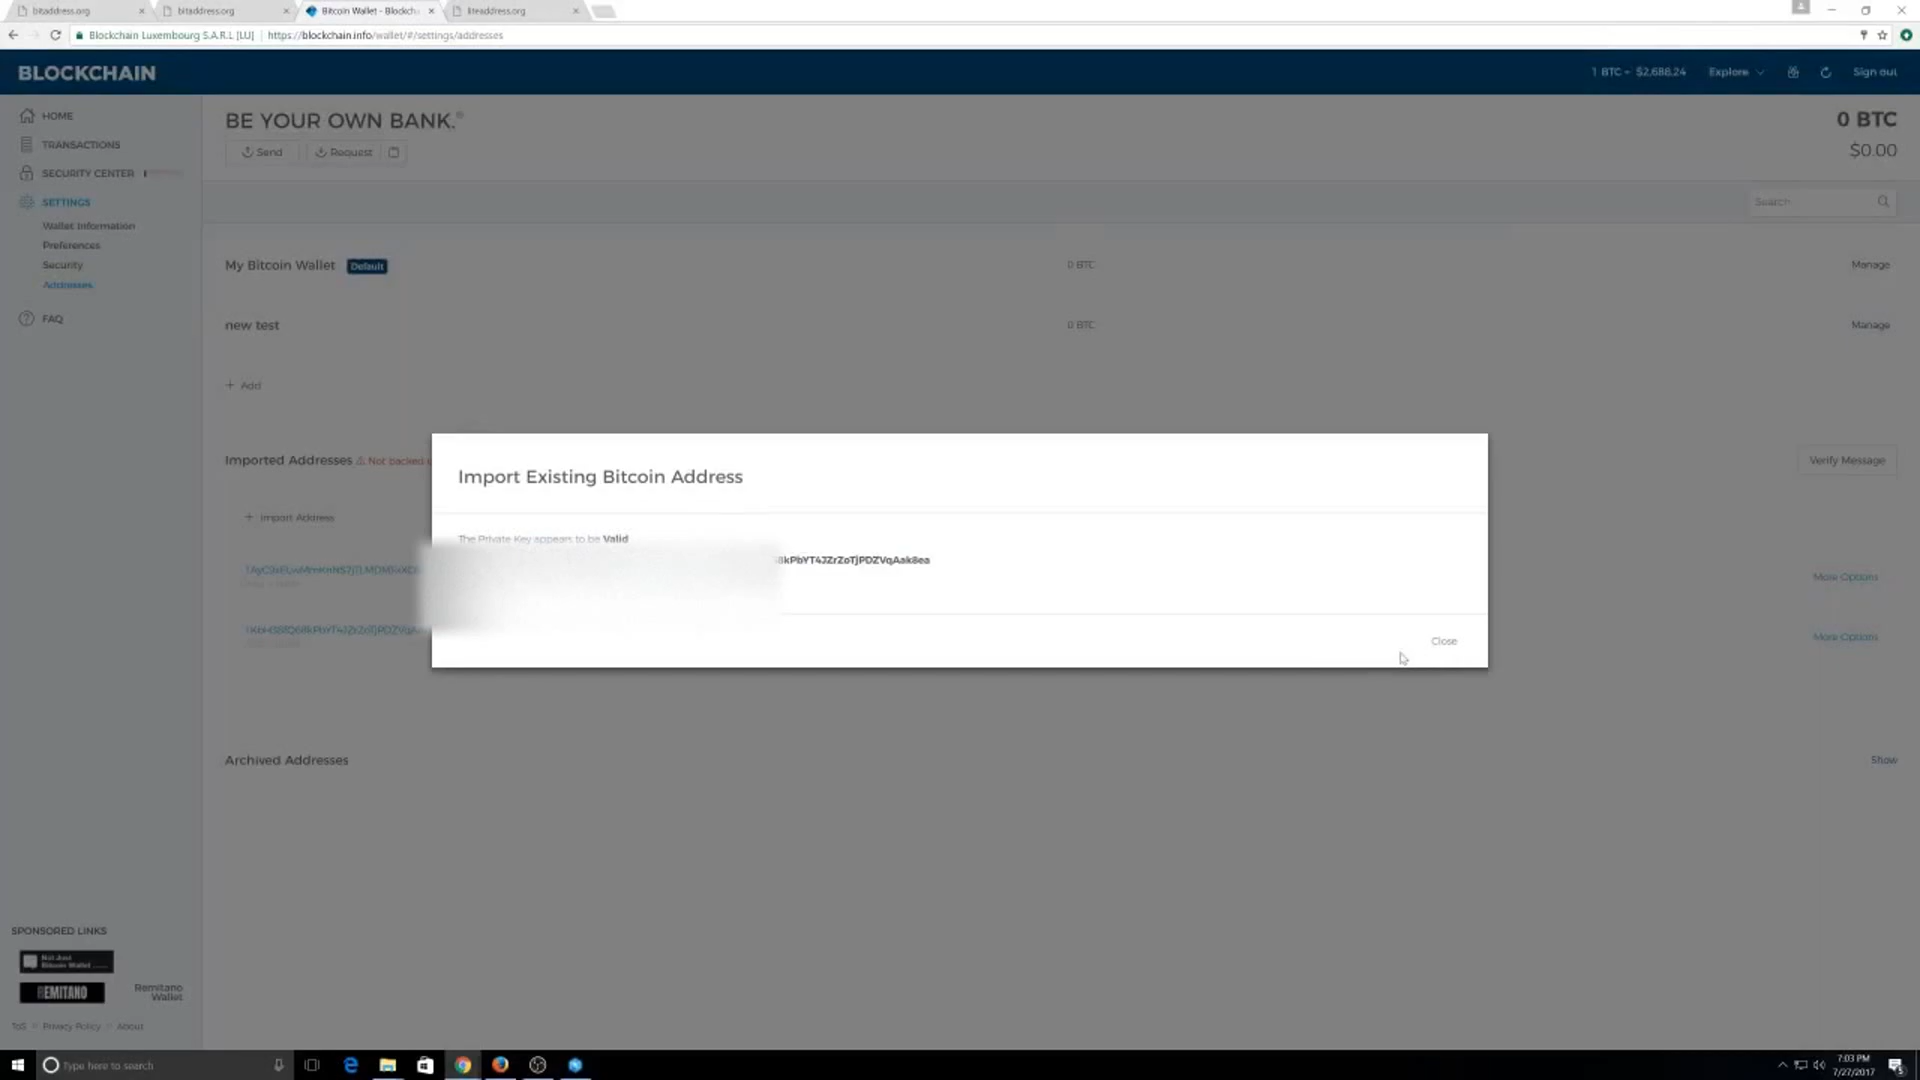 bitaddress.org
bitaddress.org
Bitcoin Wallet - Blockch
liteaddress.org
Blockchain Luxembourg S.A.R.L [LU]
https://blockchain.info/wallet/#/settings/addresses
BLOCKCHAIN
1 BTC = $2,688.24
Explore
Sign out
HOME
TRANSACTIONS
SECURITY CENTER
SETTINGS
Wallet Information
Preferences
Security
Addresses
FAQ
BE YOUR OWN BANK.®
Send
Request
0 BTC
$0.00
Search
My Bitcoin Wallet
Default
0 BTC
Manage
new test
0 BTC
Manage
+ Add
Imported Addresses
Not backed
Verify Message
+ Import Address
More Options
More Options
Import Existing Bitcoin Address
The Private Key appears to be Valid
8kPbYT4JZrZoTjPDZVqAak8ea
Close
Archived Addresses
Show
SPONSORED LINKS
Not Just
Bitcoin Wallet
REMITANO
Remitano
Wallet
ToS
Privacy Policy
About
Type here to search
7:03 PM
7/27/2017